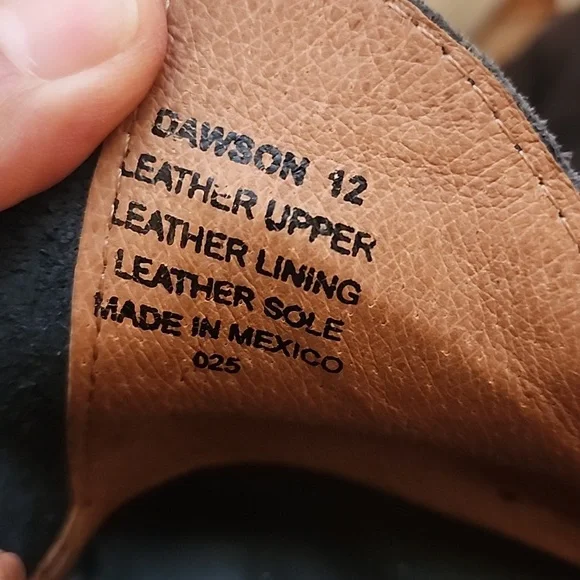 DAWSON 12
LEATHER UPPER
LEATHER LINING
LEATHER SOLE
MADE IN MEXICO
025